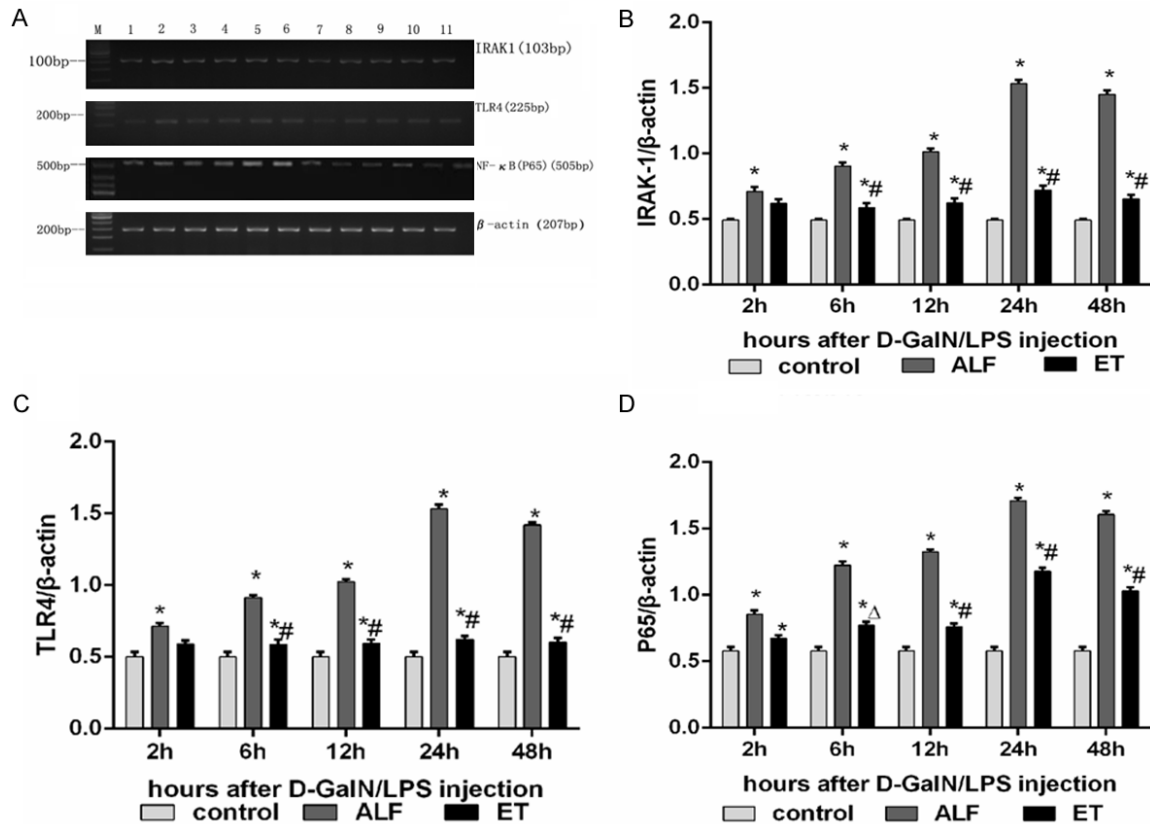 A
M 1 2 3 4 5 6 7 8 9 10 11
100bp
IRAK1(103bp)
200bp
TLR4(225bp)
500bp
NF-κB(P65)(505bp)
200bp
β-actin (207bp)
B
IRAK-1/β-actin
2.0
1.5
1.0
0.5
0.0
* * *# * *# * *# * *#
2h 6h 12h 24h 48h
hours after D-GalN/LPS injection
control ALF ET
C
TLR4/β-actin
2.0
1.5
1.0
0.5
0.0
* * *# * *# * *# * *#
2h 6h 12h 24h 48h
hours after D-GalN/LPS injection
control ALF ET
D
P65/β-actin
2.0
1.5
1.0
0.5
0.0
* * * *Δ * *# * *# * *#
2h 6h 12h 24h 48h
hours after D-GalN/LPS injection
control ALF ET